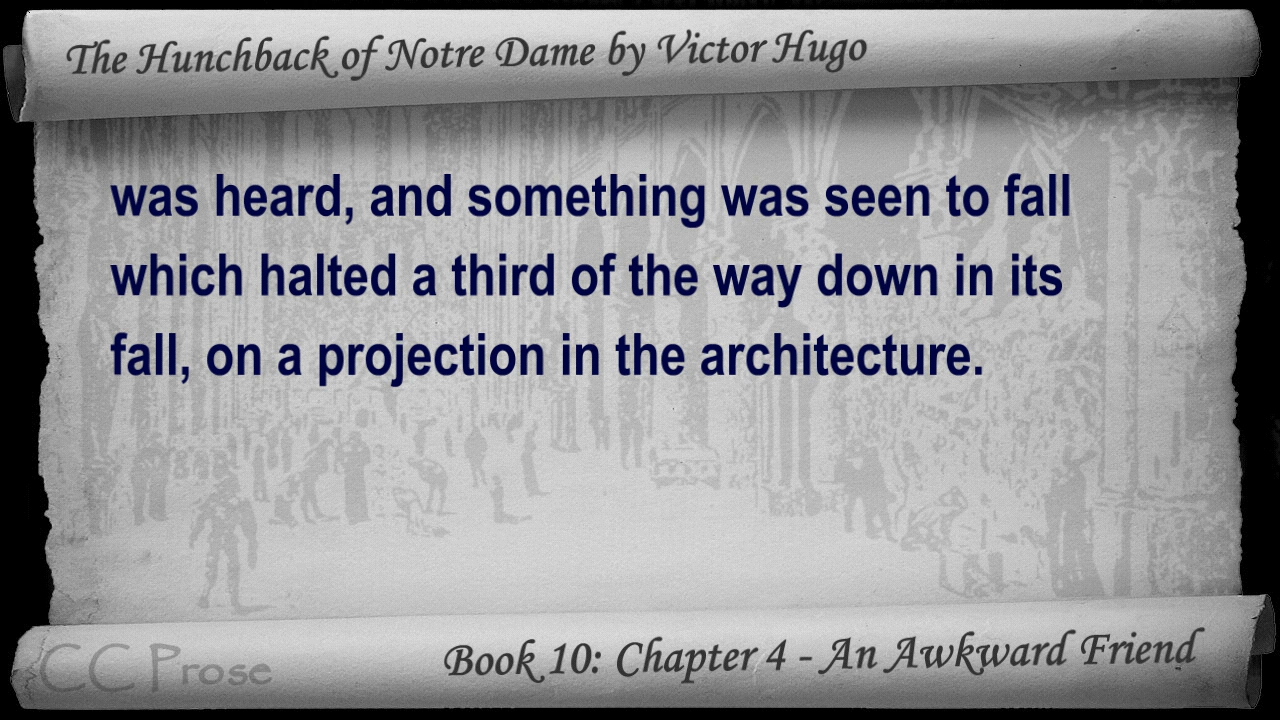 The Hunchback of Notre Dame by Victor Hugo
was heard, and something was seen to fall
which halted a third of the way down in its
fall, on a projection in the architecture.
CC Prose
Book 10: Chapter 4 - An Awkward Friend